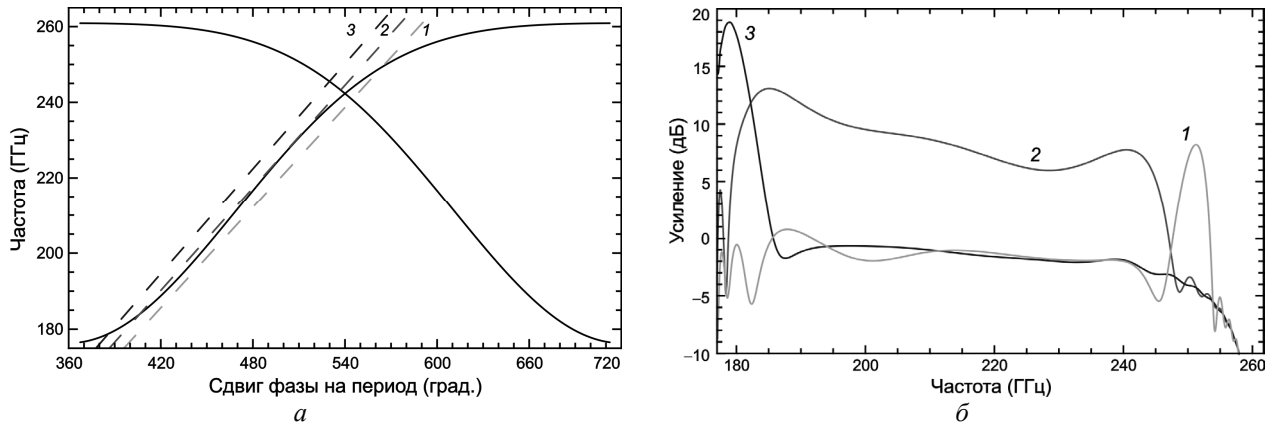 3 2 1
260
240
220
200
180
360 420 480 540 600 660 720
Частота (ГГц)
Сдвиг фазы на период (град.)
а
20
15
10
5
0
−5
−10
3
2
1
180 200 220 240 260
Усиление (дБ)
Частота (ГГц)
б